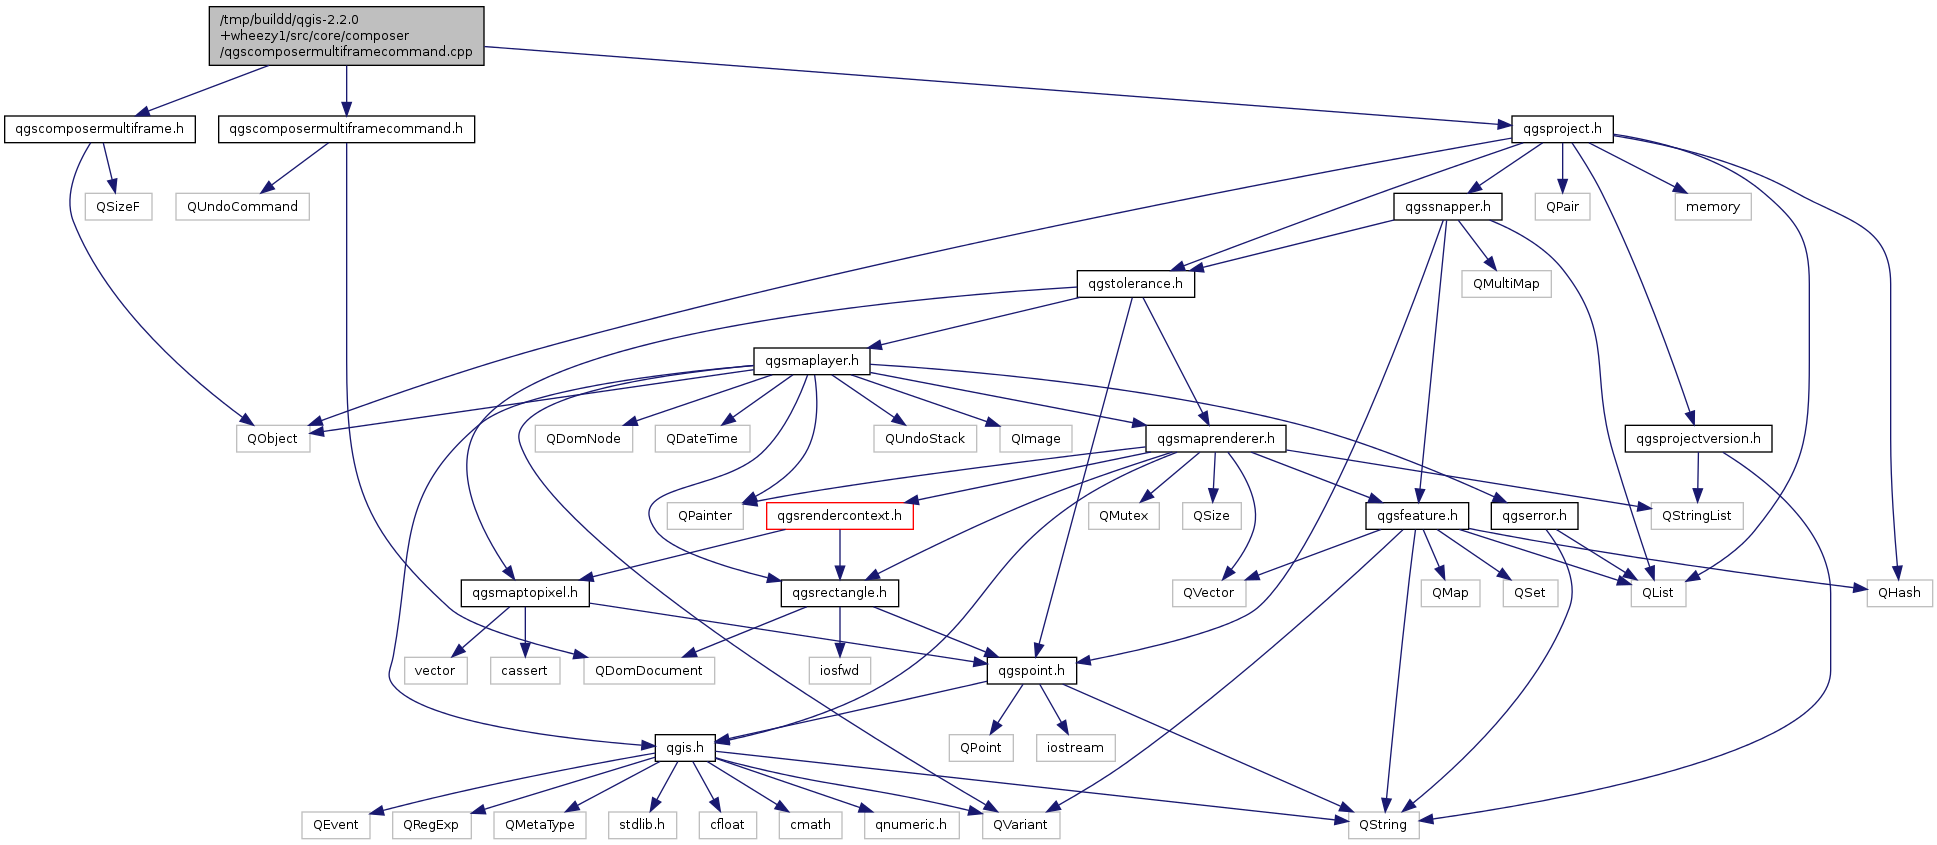 /tmp/buildd/qgis-2.2.0
+wheezy1/src/core/composer
/qgscomposermultiframecommand.cpp
qgscomposermultiframe.h
qgscomposermultiframecommand.h
qgsproject.h
QSizeF
QUndoCommand
qgssnapper.h
QPair
memory
qgstolerance.h
QMultiMap
qgsmaplayer.h
QObject
QDomNode
QDateTime
QUndoStack
QImage
qgsmaprenderer.h
qgsprojectversion.h
QPainter
qgsrendercontext.h
QMutex
QSize
qgsfeature.h
qgserror.h
QStringList
qgsmaptopixel.h
qgsrectangle.h
QVector
QMap
QSet
QList
QHash
vector
cassert
QDomDocument
iosfwd
qgspoint.h
qgis.h
QPoint
iostream
QEvent
QRegExp
QMetaType
stdlib.h
cfloat
cmath
qnumeric.h
QVariant
QString